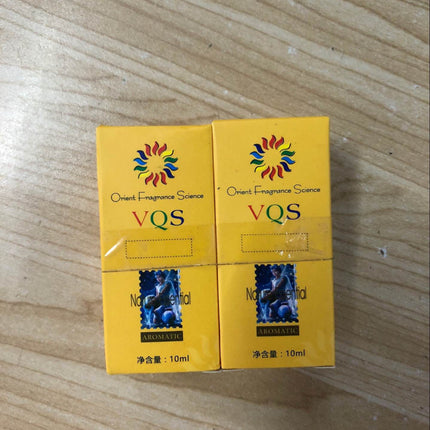 Orient Fragrance Science
VQS
AROMATIC
净含量：10ml
Orient Fragrance Science
VQS
AROMATIC
净含量：10ml